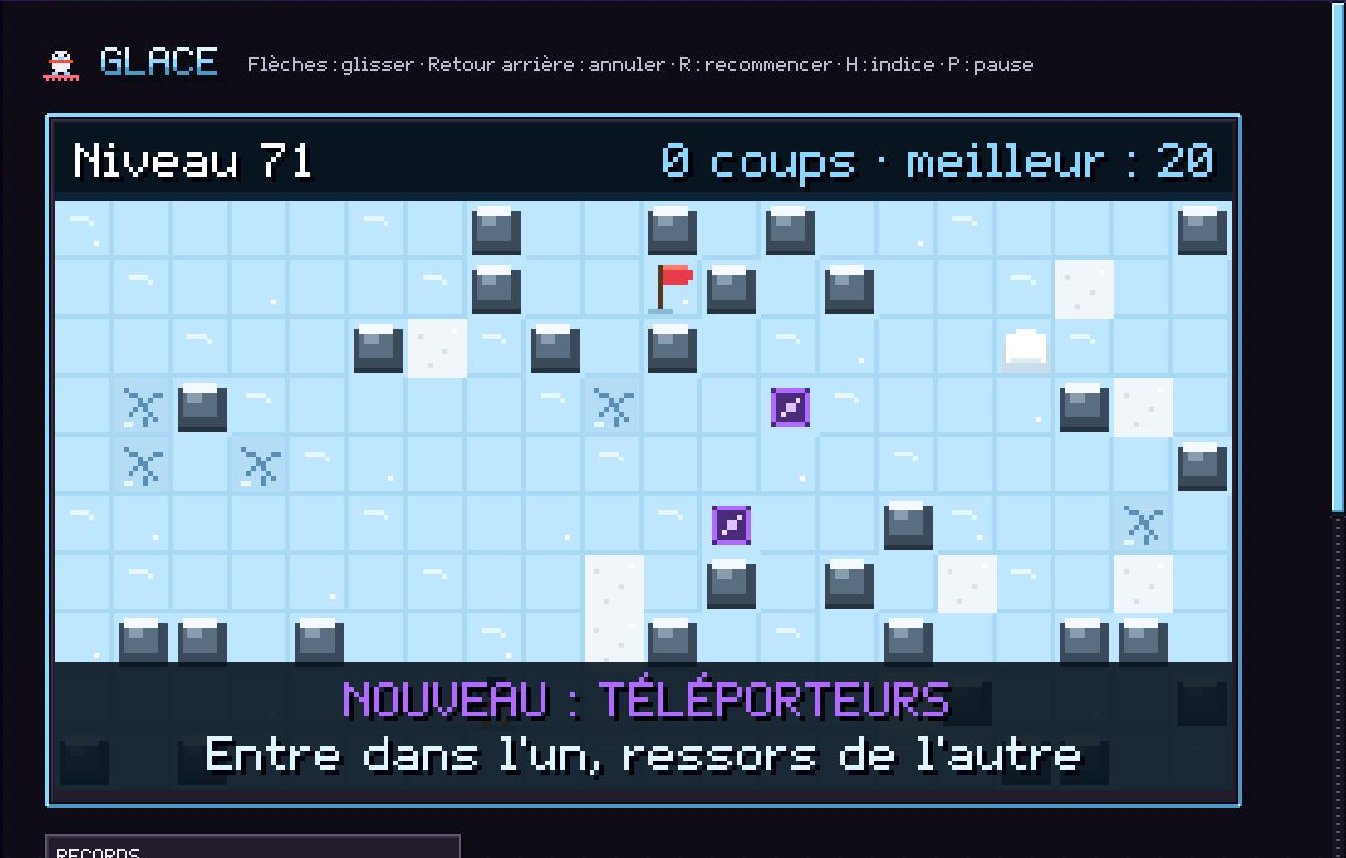 GLACE Flèches : glisser · Retour arrière : annuler · R : recommencer · H : indice · P : pause
Niveau 71 0 coups · meilleur : 20
NOUVEAU : TÉLÉPORTEURS
Entre dans l'un, ressors de l'autre
RECORDS